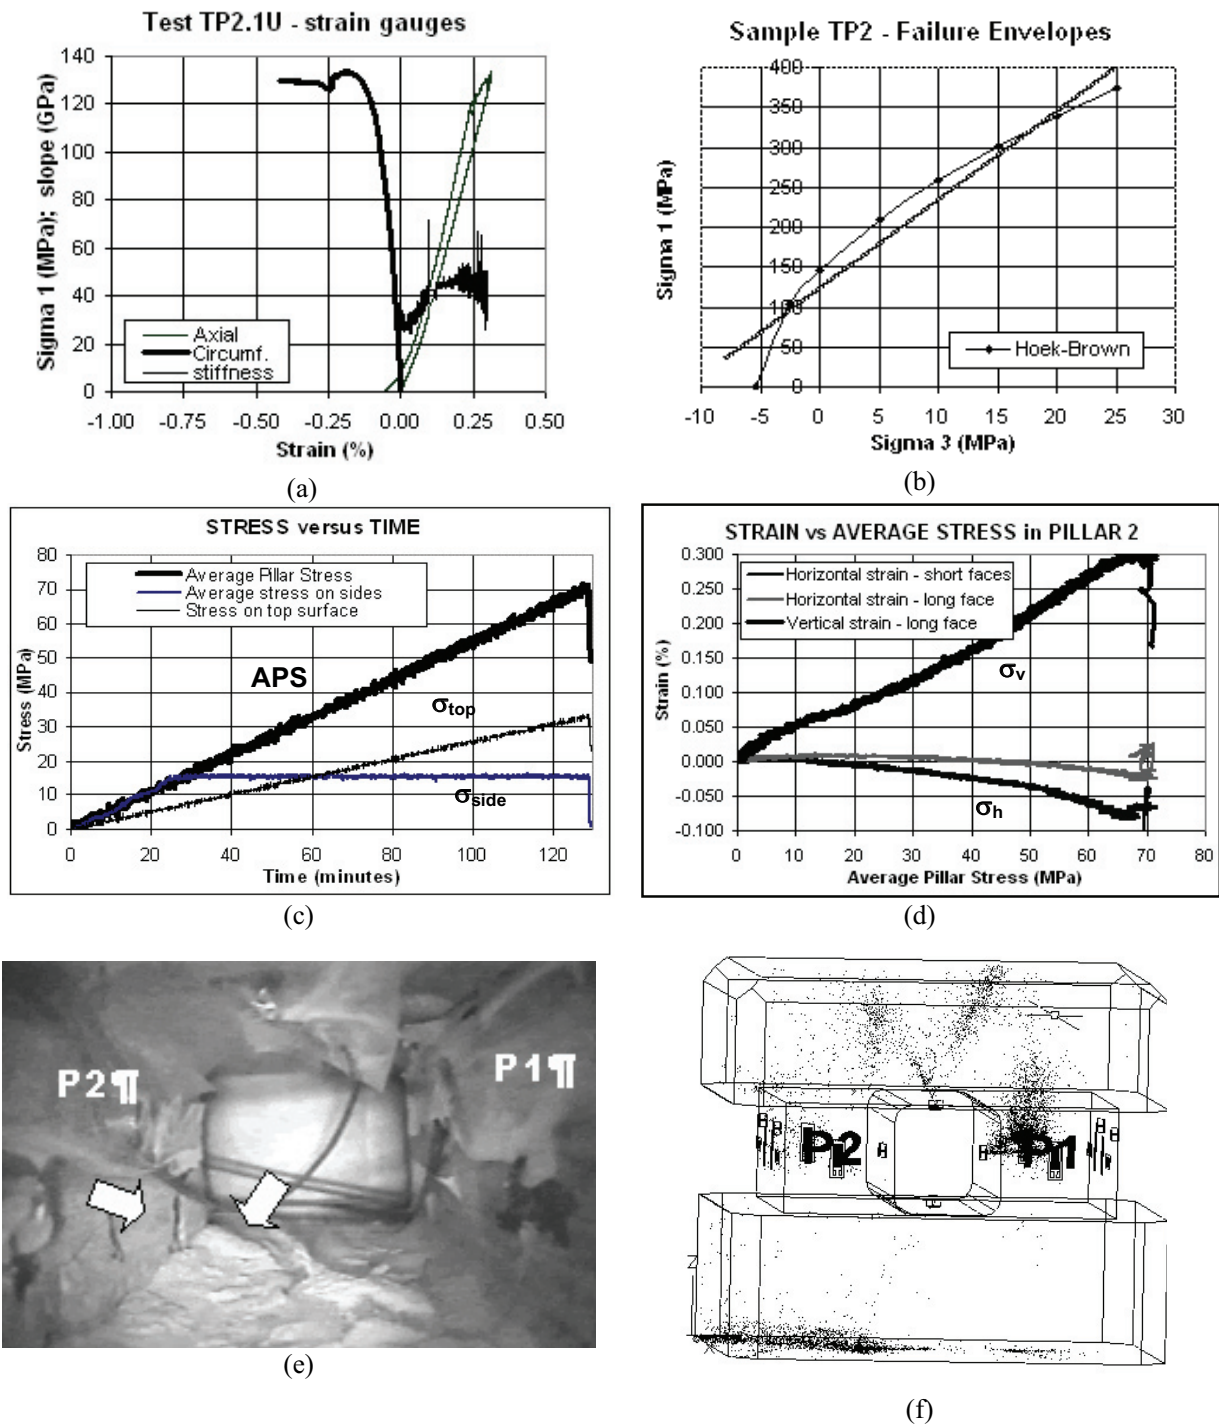 Test TP2.1U - strain gauges
Sigma 1 (MPa); slope (GPa)
140
120
100
80
60
40
20
0
Axial
Circumf.
stiffness
-1.00 -0.75 -0.50 -0.25 0.00 0.25 0.50
Strain (%)
(a)
Sample TP2 - Failure Envelopes
Sigma 1 (MPa)
400
350
300
250
200
150
100
50
0
Hoek-Brown
-10 -5 0 5 10 15 20 25 30
Sigma 3 (MPa)
(b)
STRESS versus TIME
Stress (MPa)
80
70
60
50
40
30
20
10
0
Average Pillar Stress
Average stress on sides
Stress on top surface
APS
σtop
σside
0 20 40 60 80 100 120
Time (minutes)
(c)
STRAIN vs AVERAGE STRESS in PILLAR 2
Strain (%)
0.300
0.250
0.200
0.150
0.100
0.050
0.000
-0.050
-0.100
Horizontal strain - short faces
Horizontal strain - long face
Vertical strain - long face
σv
σh
0 10 20 30 40 50 60 70 80
Average Pillar Stress (MPa)
(d)
P2¶ P1¶
(e)
P2 P1
Z
X
(f)